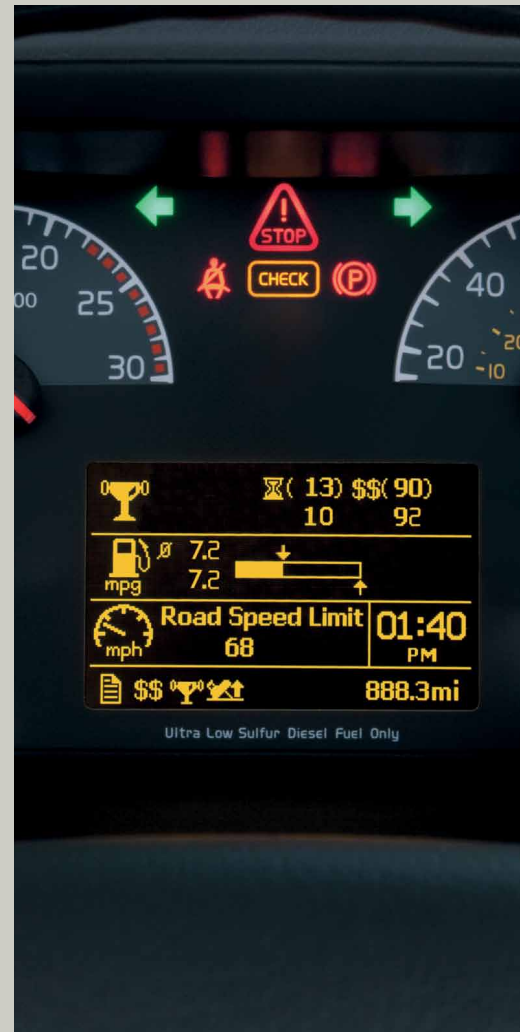 STOP
CHECK
(P)
20
00
25
30
40
20
20
10
( 13) $$( 90)
10 92
7.2
mpg 7.2
Road Speed Limit
mph 68
01:40
PM
$$ 888.3mi
Ultra Low Sulfur Diesel Fuel Only